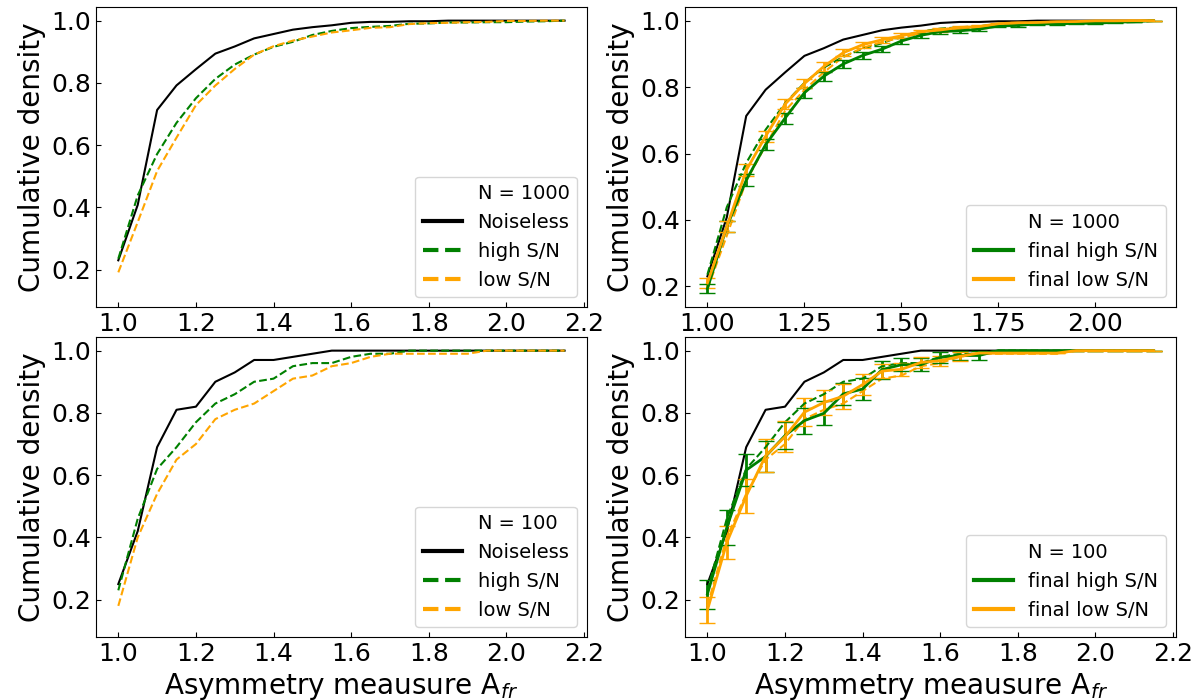 Cumulative density
1.0
0.8
0.6
0.4
0.2
1.0 1.2 1.4 1.6 1.8 2.0 2.2
N = 1000
Noiseless
high S/N
low S/N
Cumulative density
1.0
0.8
0.6
0.4
0.2
1.00 1.25 1.50 1.75 2.00
N = 1000
final high S/N
final low S/N
Cumulative density
1.0
0.8
0.6
0.4
0.2
1.0 1.2 1.4 1.6 1.8 2.0 2.2
Asymmetry meausure A_fr
N = 100
Noiseless
high S/N
low S/N
Cumulative density
1.0
0.8
0.6
0.4
0.2
1.0 1.2 1.4 1.6 1.8 2.0 2.2
Asymmetry meausure A_fr
N = 100
final high S/N
final low S/N